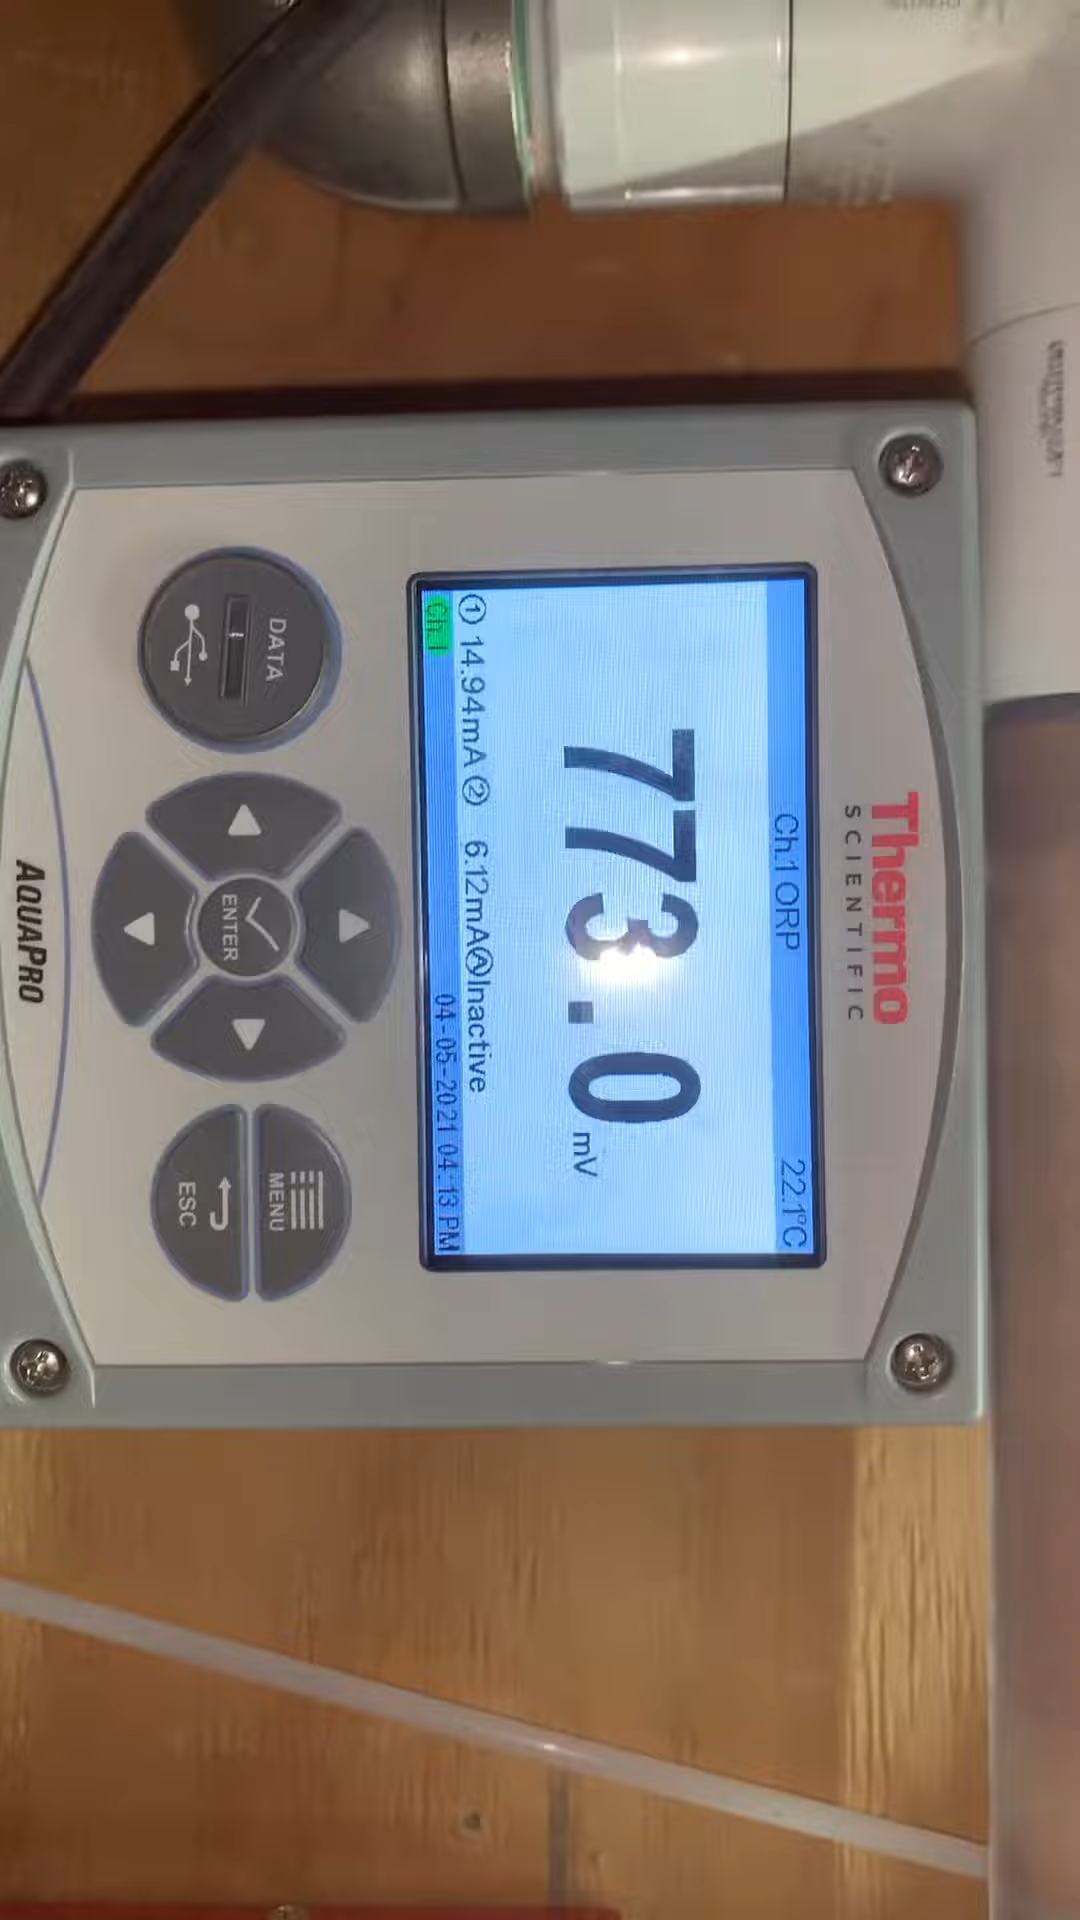 Thermo
SCIENTIFIC
Ch.1 ORP 22.1°C
773.0 mV
① 14.94mA ② 6.12mA Ⓐ Inactive
Ch. 1 04-05-2021 04:13 PM
DATA
ENTER
MENU
ESC
AQUAPRO